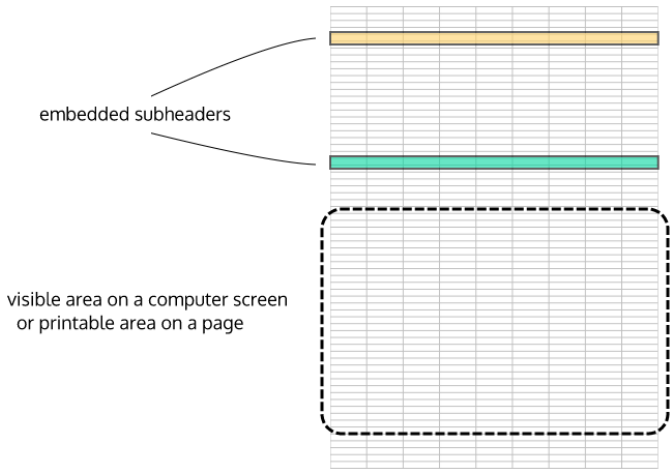 embedded subheaders
visible area on a computer screen
or printable area on a page